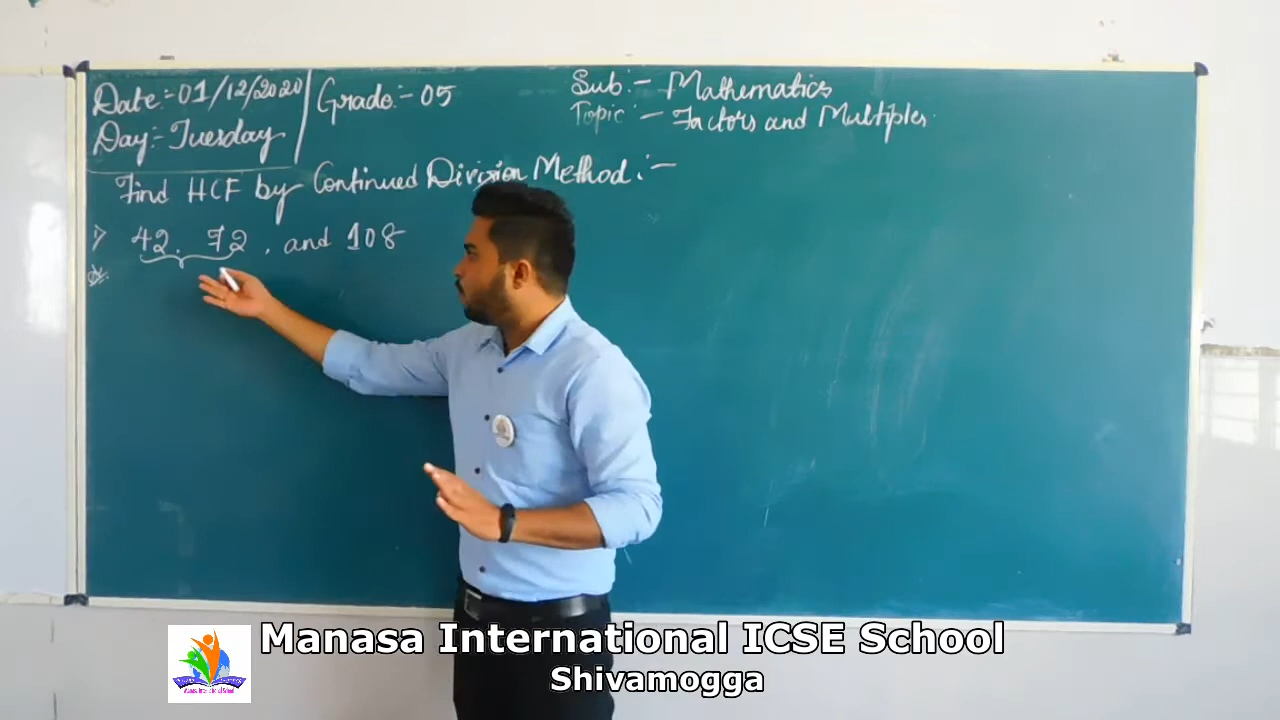 Date:-01/12/2020
Day:-Tuesday
Grade:-05
Sub:- Mathematics
Topic:- Factors and Multiples.
Find HCF by Continued Division Method:-
42, 72, and 108
Manasa International ICSE School
Shivamogga